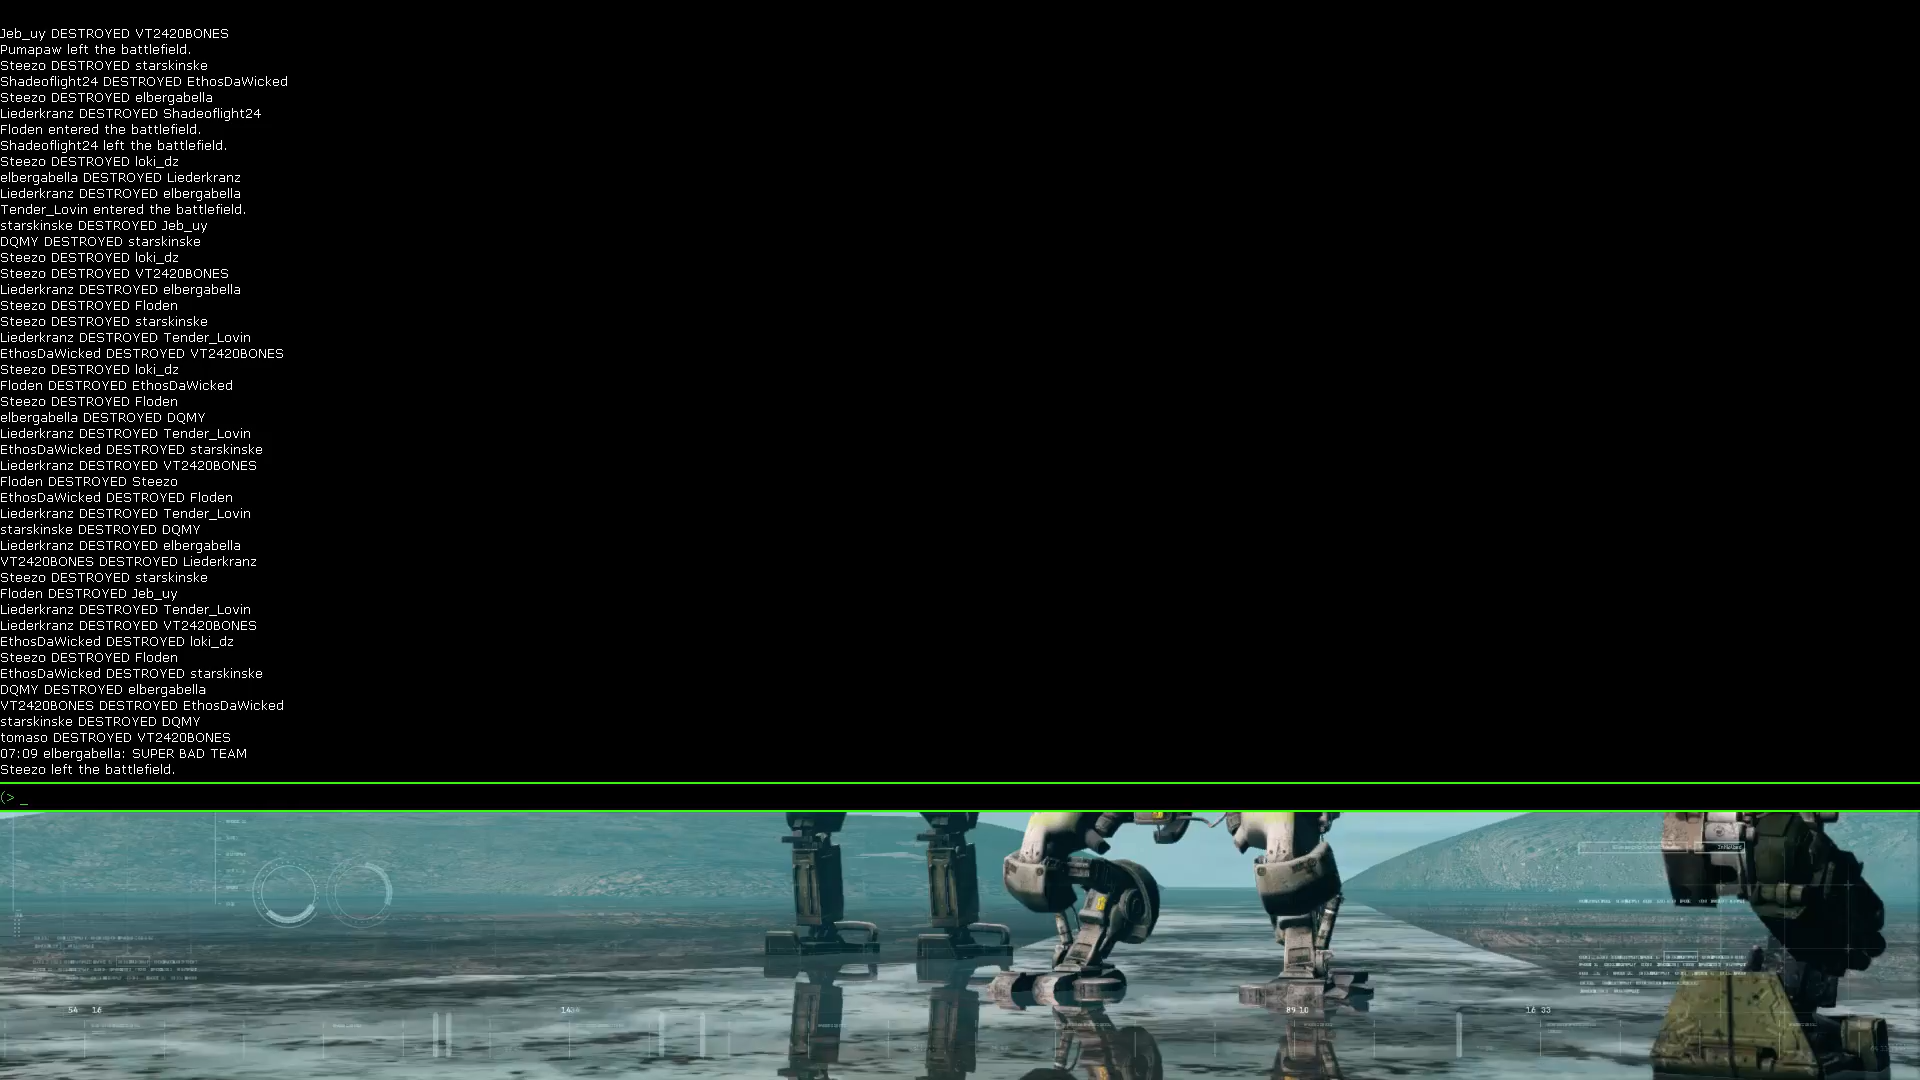 Jeb_uy DESTROYED VT2420BONES
Pumapaw left the battlefield.
Steezo DESTROYED starskinske
Shadeoflight24 DESTROYED EthosDaWicked
Steezo DESTROYED elbergabella
Liederkranz DESTROYED Shadeoflight24
Floden entered the battlefield.
Shadeoflight24 left the battlefield.
Steezo DESTROYED loki_dz
elbergabella DESTROYED Liederkranz
Liederkranz DESTROYED elbergabella
Tender_Lovin entered the battlefield.
starskinske DESTROYED Jeb_uy
DQMY DESTROYED starskinske
Steezo DESTROYED loki_dz
Steezo DESTROYED VT2420BONES
Liederkranz DESTROYED elbergabella
Steezo DESTROYED Floden
Steezo DESTROYED starskinske
Liederkranz DESTROYED Tender_Lovin
EthosDaWicked DESTROYED VT2420BONES
Steezo DESTROYED loki_dz
Floden DESTROYED EthosDaWicked
Steezo DESTROYED Floden
elbergabella DESTROYED DQMY
Liederkranz DESTROYED Tender_Lovin
EthosDaWicked DESTROYED starskinske
Liederkranz DESTROYED VT2420BONES
Floden DESTROYED Steezo
EthosDaWicked DESTROYED Floden
Liederkranz DESTROYED Tender_Lovin
starskinske DESTROYED DQMY
Liederkranz DESTROYED elbergabella
VT2420BONES DESTROYED Liederkranz
Steezo DESTROYED starskinske
Floden DESTROYED Jeb_uy
Liederkranz DESTROYED Tender_Lovin
Liederkranz DESTROYED VT2420BONES
EthosDaWicked DESTROYED loki_dz
Steezo DESTROYED Floden
EthosDaWicked DESTROYED starskinske
DQMY DESTROYED elbergabella
VT2420BONES DESTROYED EthosDaWicked
starskinske DESTROYED DQMY
tomaso DESTROYED VT2420BONES
07:09 elbergabella: SUPER BAD TEAM
Steezo left the battlefield.
(> _
54 16 89 10 16 33